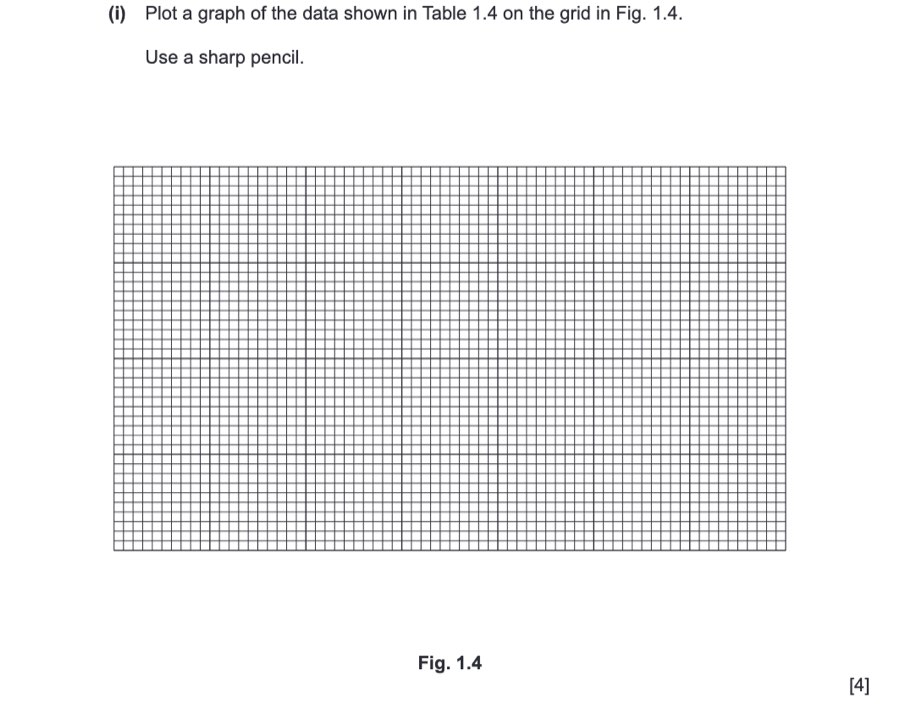 (i) Plot a graph of the data shown in Table 1.4 on the grid in Fig. 1.4.
Use a sharp pencil.
Fig. 1.4
[4]